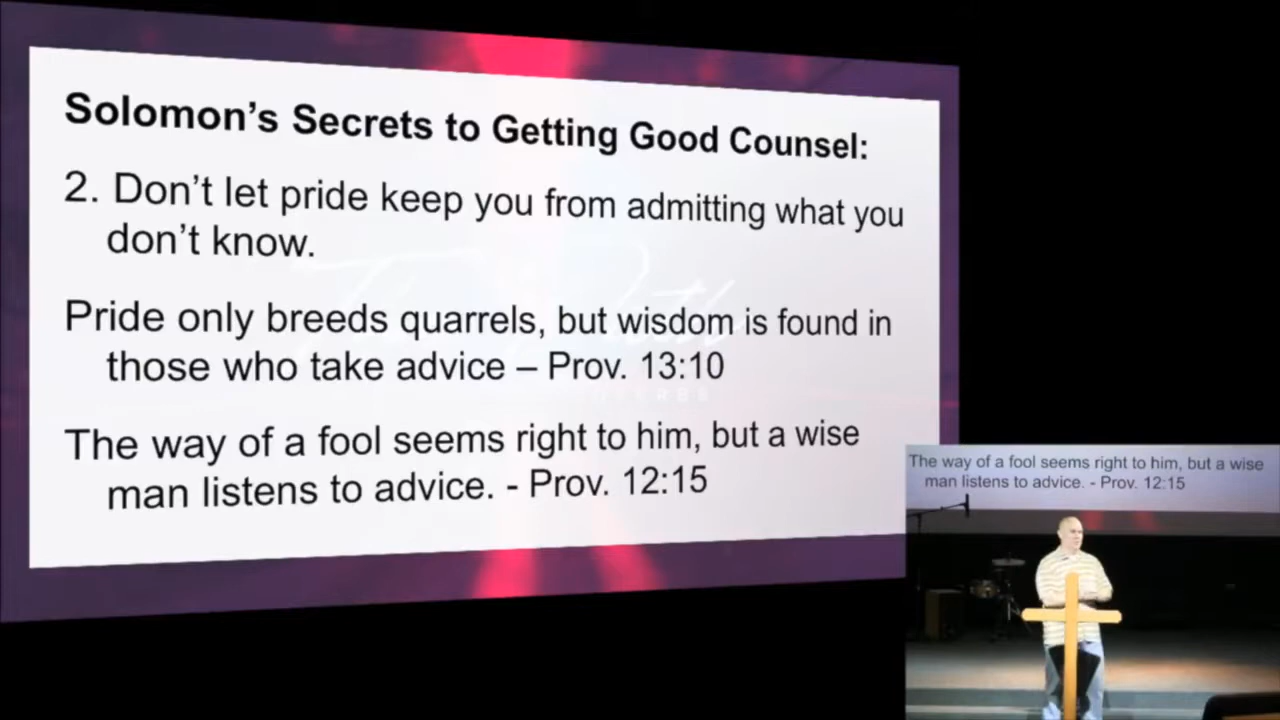 Solomon's Secrets to Getting Good Counsel:
2. Don't let pride keep you from admitting what you
don't know.
Pride only breeds quarrels, but wisdom is found in
those who take advice – Prov. 13:10
The way of a fool seems right to him, but a wise
man listens to advice. - Prov. 12:15
The way of a fool seems right to him, but a wise
man listens to advice. - Prov. 12:15